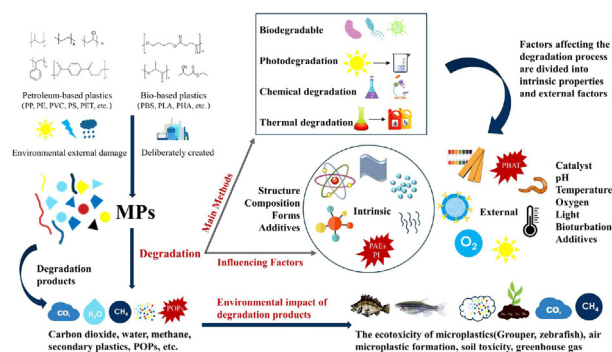 Petroleum-based plastics
(PP, PE, PVC, PS, PET, etc.)
Bio-based plastics
(PBS, PLA, PHA, etc.)
Environmental external damage
Deliberately created
MPs
Degradation
products
Degradation
CO₂
H₂O
CH₄
POP
Carbon dioxide, water, methane,
secondary plastics, POPs, etc.
Main Methods
Influencing Factors
Biodegradable
Photodegradation
Chemical degradation
Thermal degradation
Structure
Composition
Forms
Additives
Intrinsic
PAEs
PI
Factors affecting the
degradation process
are divided into
intrinsic properties
and external factors
PBAT
External
O₂
Catalyst
pH
Temperature
Oxygen
Light
Bioturbation
Additives
Environmental impact of
degradation products
CO₂
CH₄
The ecotoxicity of microplastics(Grouper, zebrafish), air
microplastic formation, soil toxicity, greenhouse gas